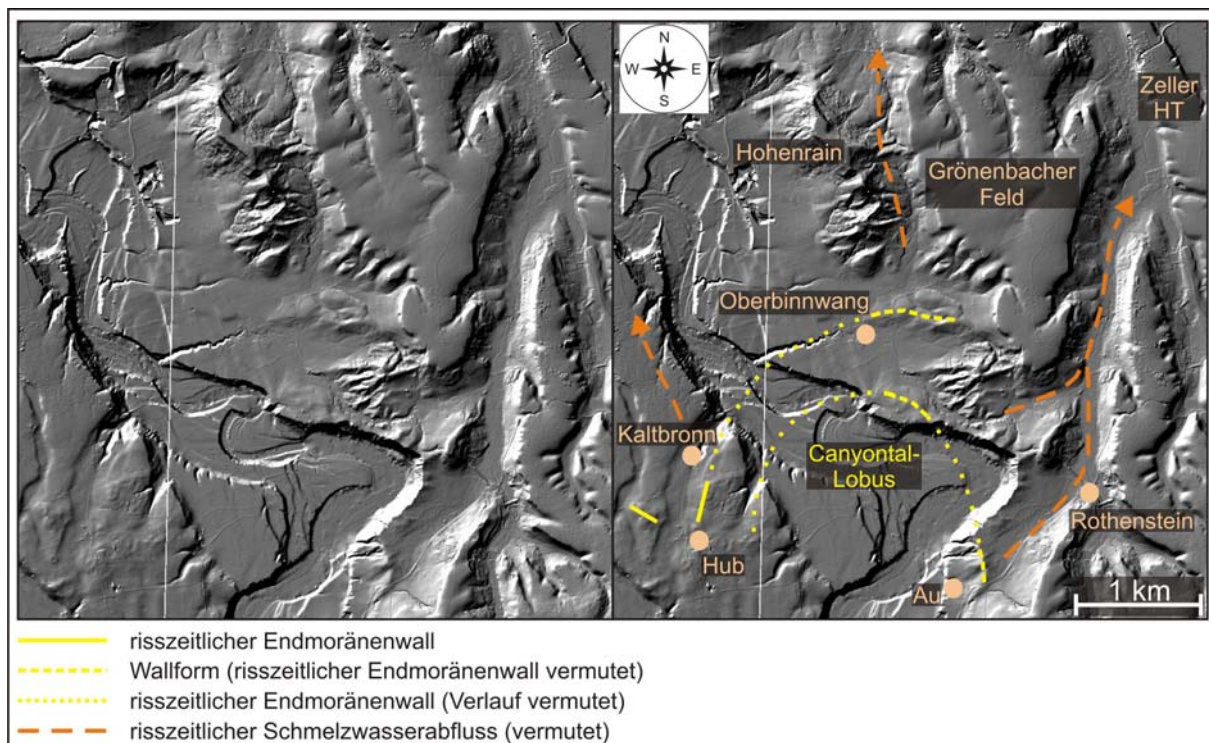 N
W E
S
Zeller
HT
Hohenrain
Grönenbacher
Feld
Oberbinnwang
Kaltbronn
Canyontal-
Lobus
Rothenstein
Hub
Au
1 km
risszeitlicher Endmoränenwall
Wallform (risszeitlicher Endmoränenwall vermutet)
risszeitlicher Endmoränenwall (Verlauf vermutet)
risszeitlicher Schmelzwasserabfluss (vermutet)